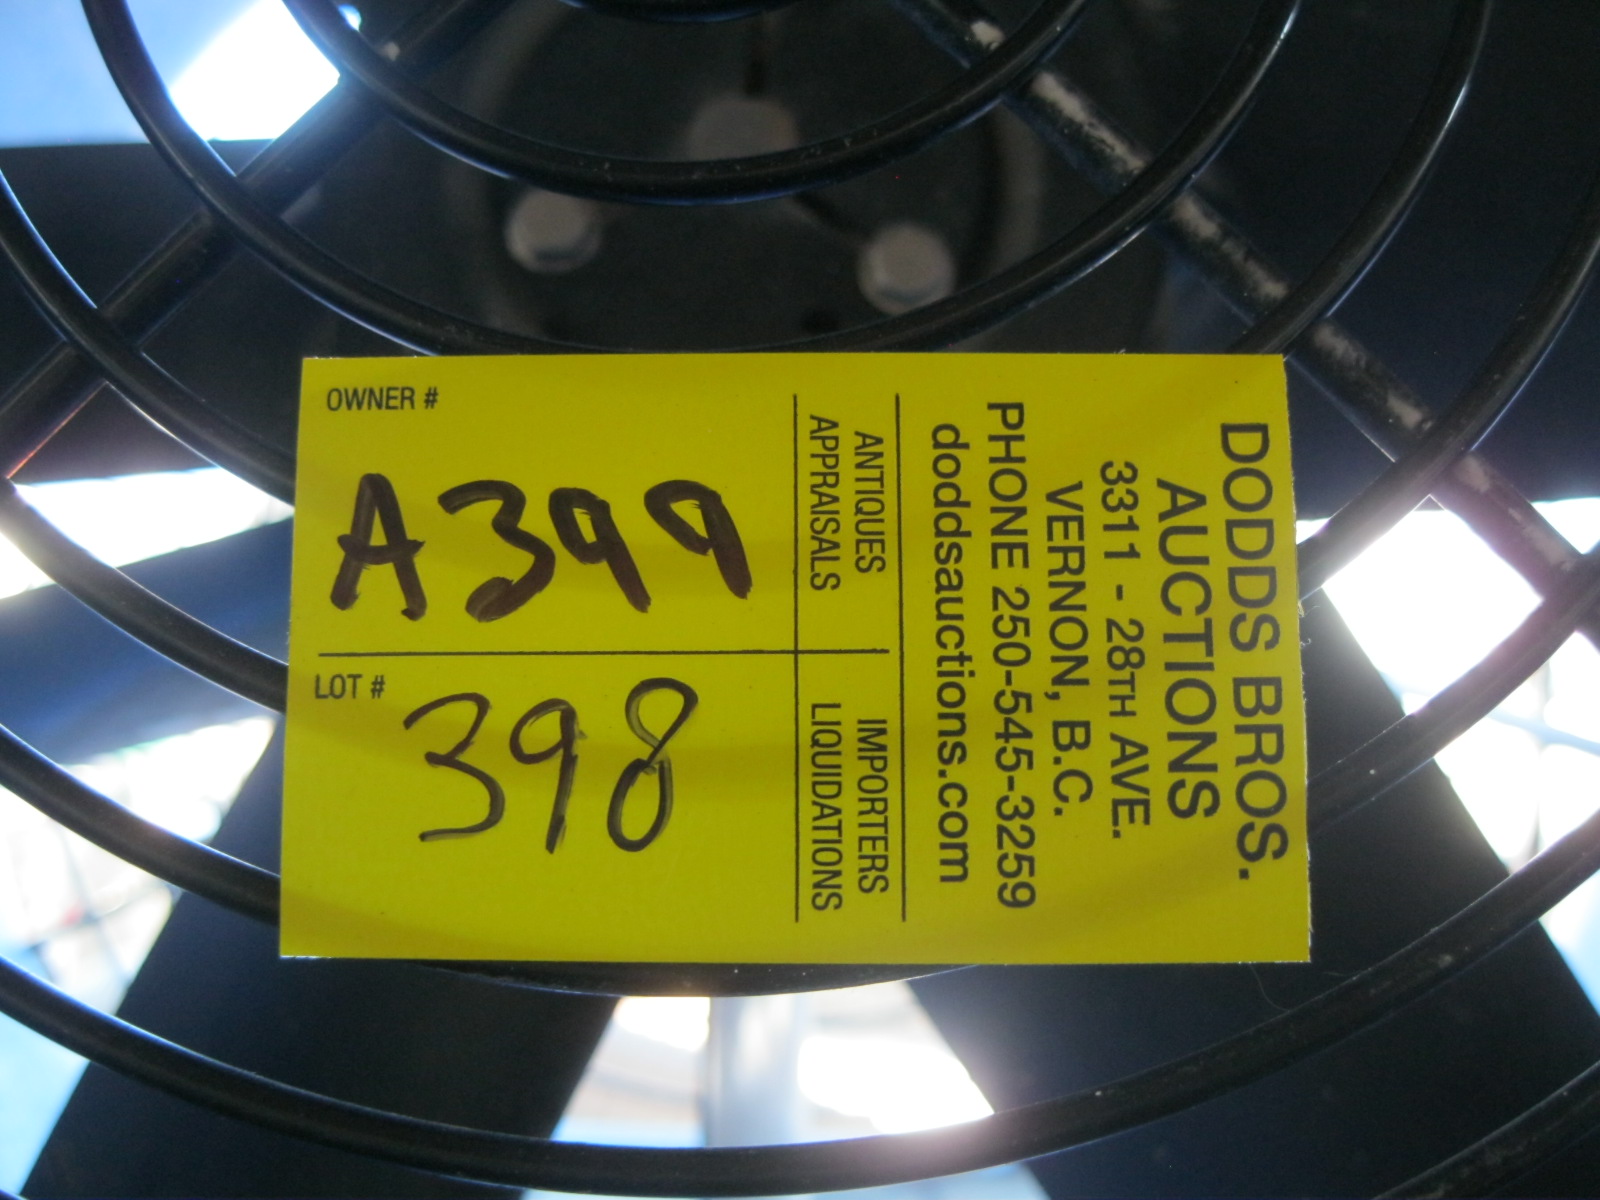 DODDS BROS.
AUCTIONS
3311 - 28TH AVE.
VERNON, B.C.
PHONE 250-545-3259
doddsauctions.com
ANTIQUES IMPORTERS
APPRAISALS LIQUIDATIONS
OWNER #
A399
LOT #
398